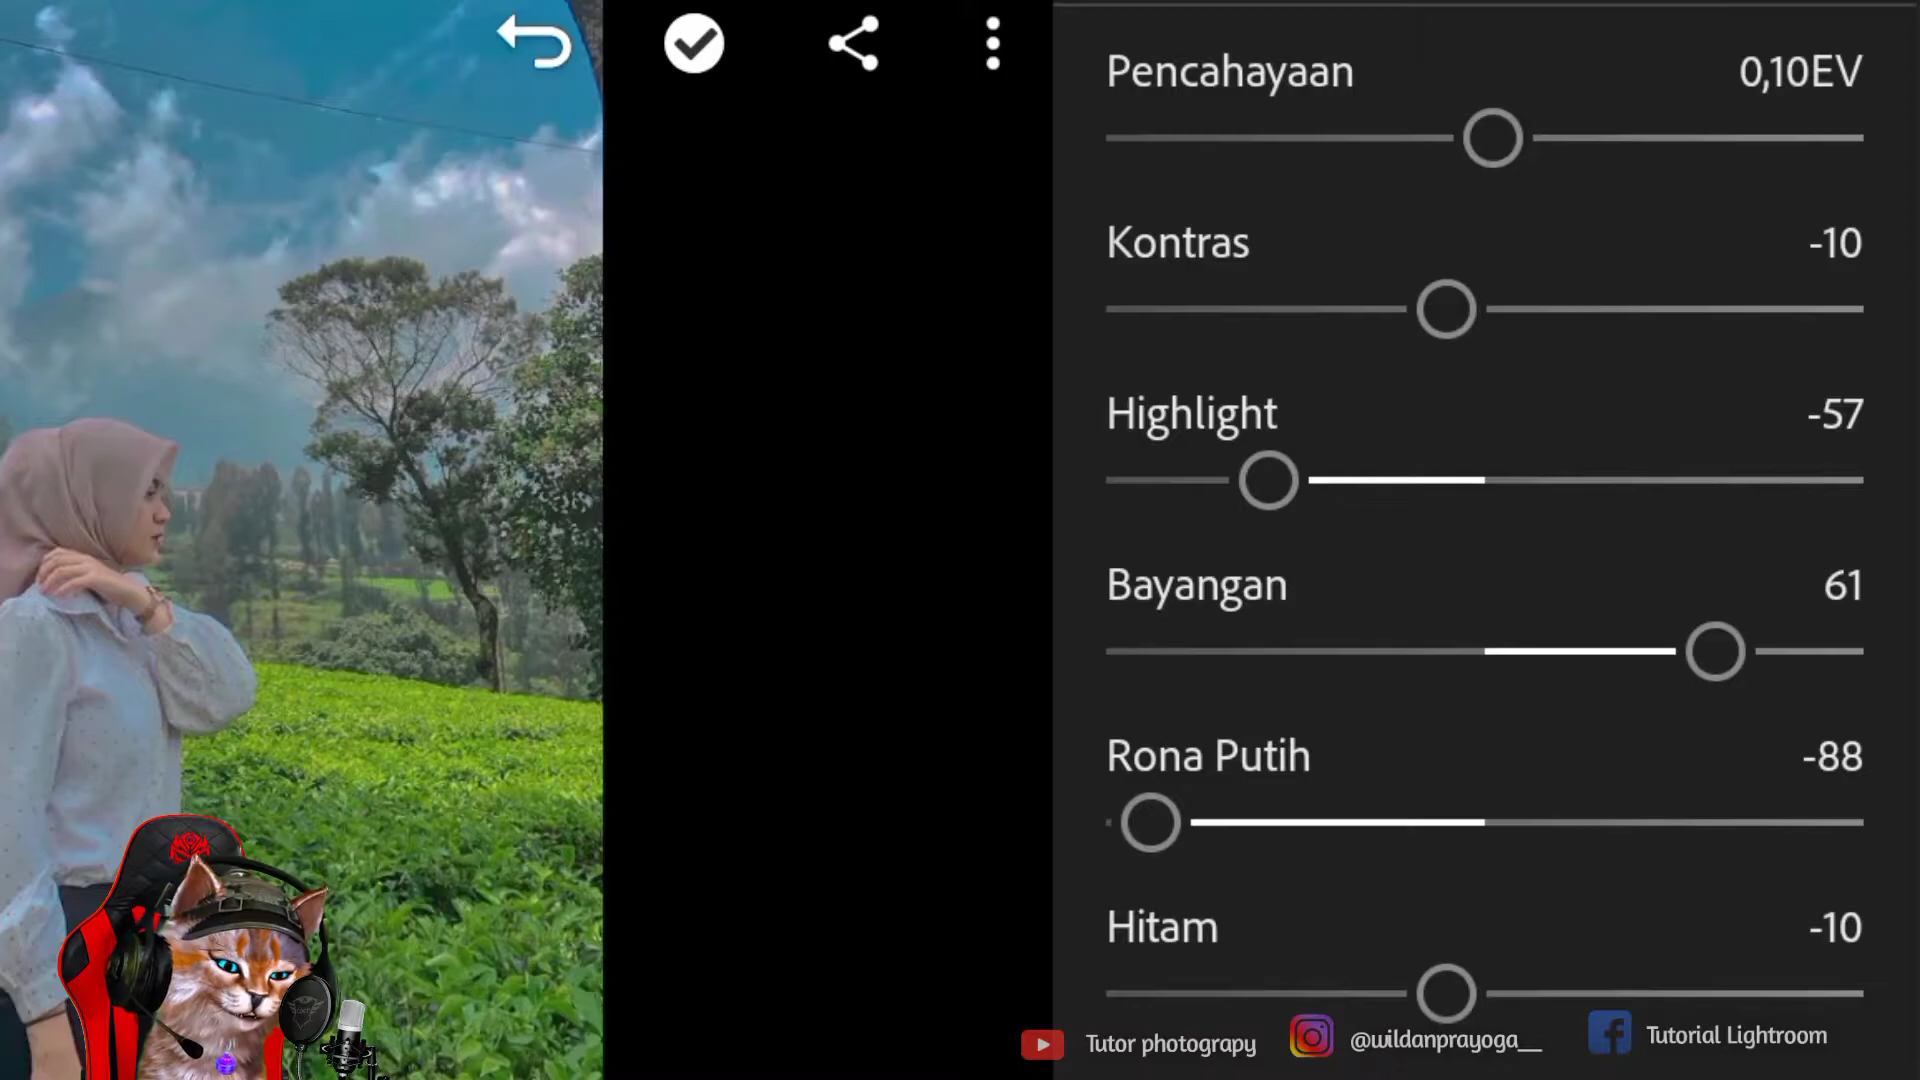 Pencahayaan 0,10EV
Kontras -10
Highlight -57
Bayangan 61
Rona Putih -88
Hitam -10
Tutor photograpy @wildanprayoga__ Tutorial Lightroom